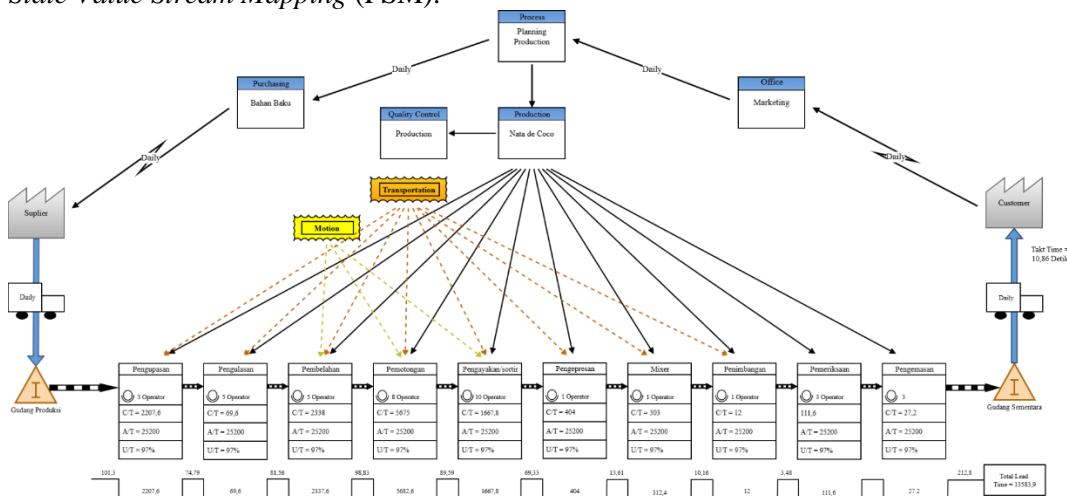 State Value Stream Mapping (FSM).
Process
Planning
Production
Daily
Daily
Purchasing
Bahan Baku
Office
Marketing
Quality Control
Production
Production
Nata de Coco
Daily
Daily
Transportation
Motion
Suplier
Customer
Takt Time =
10,86 Detik
Daily
Daily
Gudang Produksi
Gudang Sementara
Pengupasan
3 Operator
C/T = 2207,6
A/T = 25200
U/T = 97%
Pengulasan
5 Operator
C/T = 69,6
A/T = 25200
U/T = 97%
Pembelahan
5 Operator
C/T = 2338
A/T = 25200
U/T = 97%
Pemotongan
8 Operator
C/T = 5675
A/T = 25200
U/T = 97%
Pengayakan/sortir
10 Operator
C/T = 1667,8
A/T = 25200
U/T = 97%
Pengepresan
1 Operator
C/T = 404
A/T = 25200
U/T = 97%
Mixer
1 Operator
C/T = 303
A/T = 25200
U/T = 97%
Penimbangan
1 Operator
C/T = 12
A/T = 25200
U/T = 97%
Pemeriksaan
3 Operator
111,6
A/T = 25200
U/T = 97%
Pengemasan
3
C/T = 27,2
A/T = 25200
U/T = 97%
101,3 74,79 81,56 98,83 89,59 69,33 13,61 10,16 3,48 212,8
2207,6 69,6 2337,6 5682,6 1667,8 404 312,4 12 111,6 27.2
Total Lead
Time = 11583,9